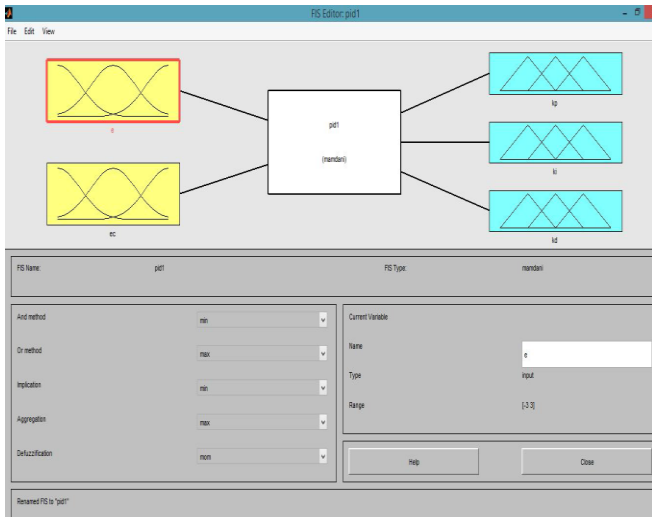 FIS Editor: pid1
File Edit View
e
ec
pid1
(mamdani)
kp
ki
kd
FIS Name: pid1 FIS Type: mamdani
And method min
Or method max
Implication min
Aggregation max
Defuzzification mom
Current Variable
Name e
Type input
Range [-3 3]
Help Close
Renamed FIS to "pid1"